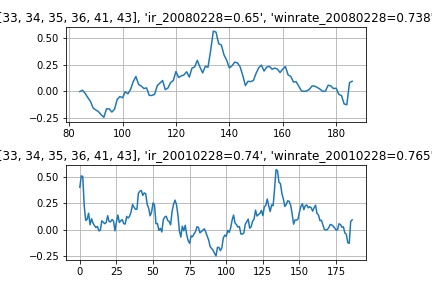 [33, 34, 35, 36, 41, 43], 'ir_20080228=0.65', 'winrate_20080228=0.738'
0.50
0.25
0.00
−0.25
80 100 120 140 160 180
[33, 34, 35, 36, 41, 43], 'ir_20010228=0.74', 'winrate_20010228=0.765'
0.50
0.25
0.00
−0.25
0 25 50 75 100 125 150 175